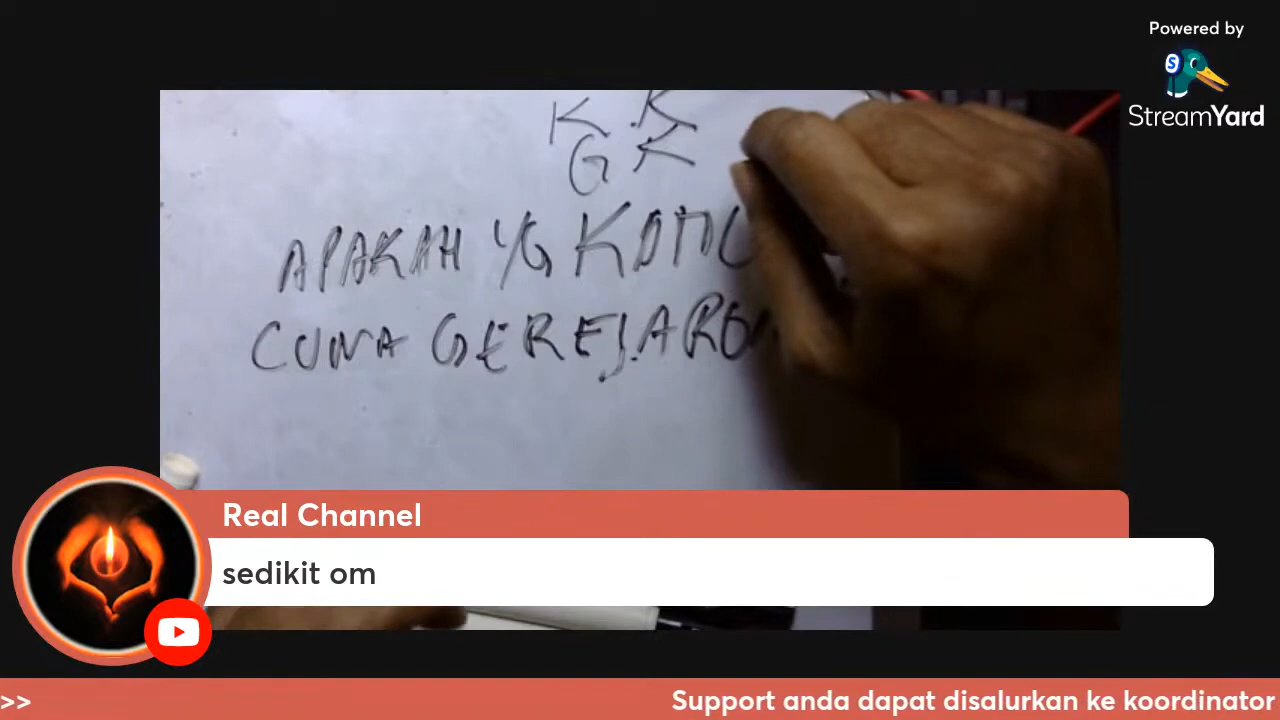 Powered by
StreamYard
K K
G K
APAKAH YG
CUMA GEREJA
Real Channel
sedikit om
>> Support anda dapat disalurkan ke koordinator